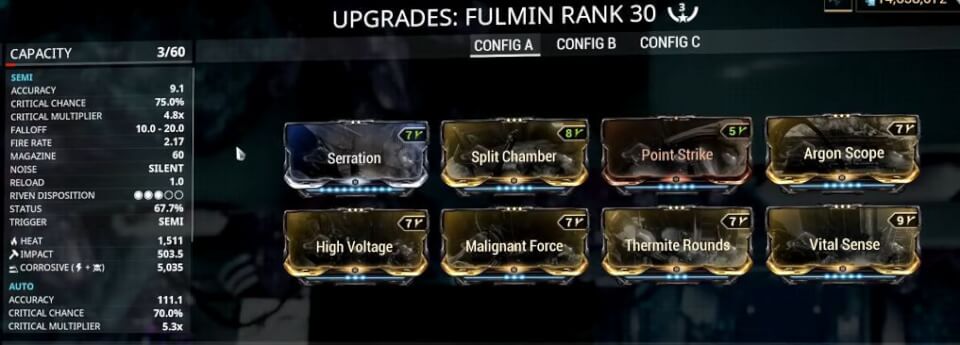 UPGRADES: FULMIN RANK 30 3
CONFIG A CONFIG B CONFIG C
CAPACITY 3/60
SEMI
ACCURACY 9.1
CRITICAL CHANCE 75.0%
CRITICAL MULTIPLIER 4.8x
FALLOFF 10.0 - 20.0
FIRE RATE 2.17
MAGAZINE 60
NOISE SILENT
RELOAD 1.0
RIVEN DISPOSITION
STATUS 67.7%
TRIGGER SEMI
HEAT 1,511
IMPACT 503.5
CORROSIVE ( + ) 5,035
AUTO
ACCURACY 111.1
CRITICAL CHANCE 70.0%
CRITICAL MULTIPLIER 5.3x
7 8 5 7
Serration Split Chamber Point Strike Argon Scope
7 7 7 9
High Voltage Malignant Force Thermite Rounds Vital Sense